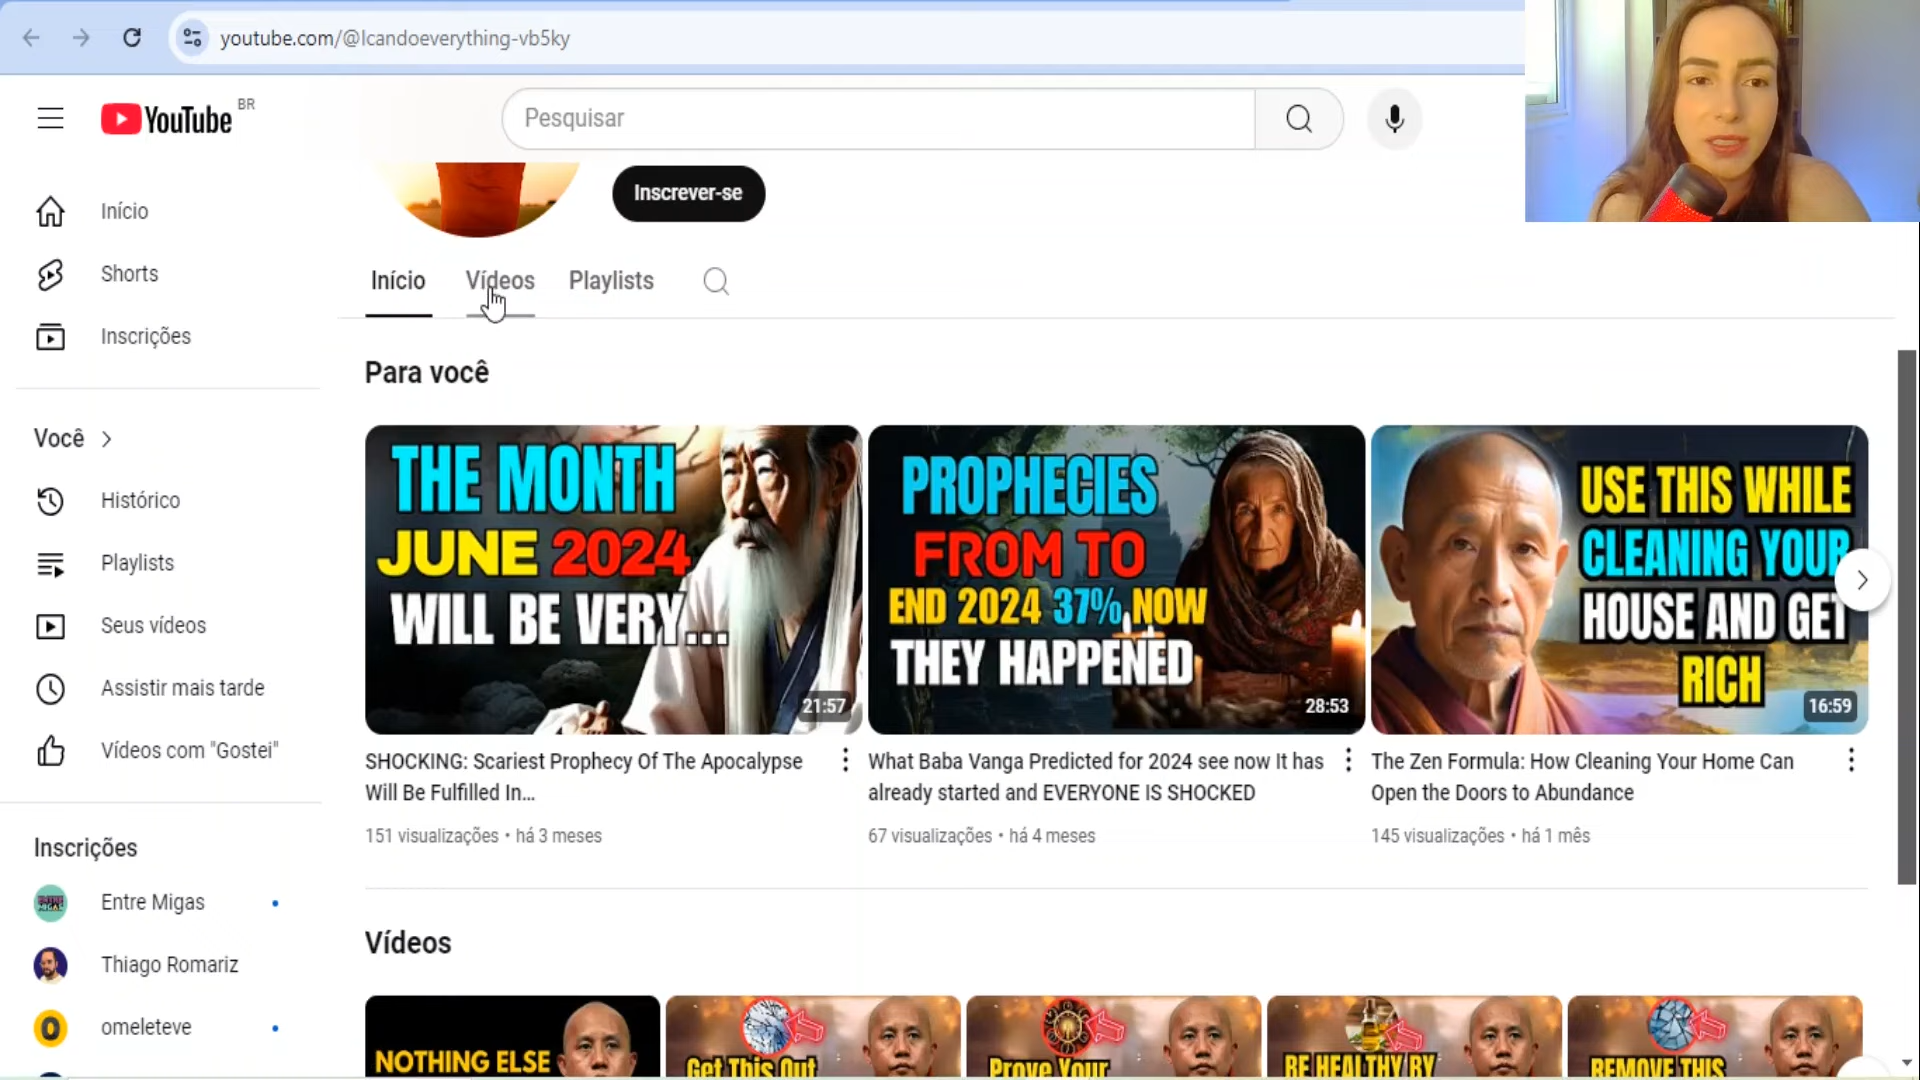 youtube.com/@Icandoeverything-vb5ky
YouTube BR
Pesquisar
Início
Shorts
Inscrições
Você
Histórico
Playlists
Seus vídeos
Assistir mais tarde
Vídeos com "Gostei"
Inscrições
Entre Migas
Thiago Romariz
omeleteve
Inscrever-se
Início
Vídeos
Playlists
Para você
THE MONTH
JUNE 2024
WILL BE VERY...
21:57
SHOCKING: Scariest Prophecy Of The Apocalypse
Will Be Fulfilled In...
151 visualizações • há 3 meses
PROPHECIES
FROM TO
END 2024 37% NOW
THEY HAPPENED
28:53
What Baba Vanga Predicted for 2024 see now It has
already started and EVERYONE IS SHOCKED
67 visualizações • há 4 meses
USE THIS WHILE
CLEANING YOUR
HOUSE AND GET
RICH
16:59
The Zen Formula: How Cleaning Your Home Can
Open the Doors to Abundance
145 visualizações • há 1 mês
Vídeos
NOTHING ELSE
Get This Out
Prove Your
BE HEALTHY BY
REMOVE THIS